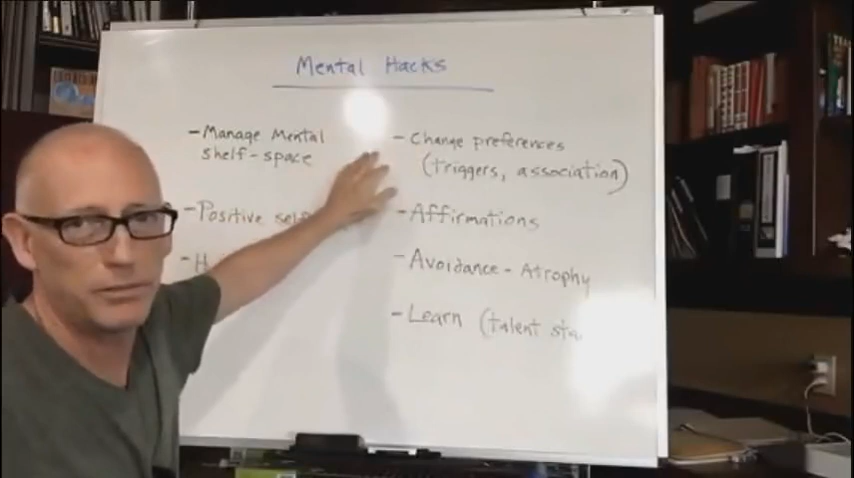 Mental Hacks
- Manage Mental
shelf-space
- Positive
- Change preferences
(triggers, association)
- Affirmations
- Avoidance - Atrophy
- Learn (talent